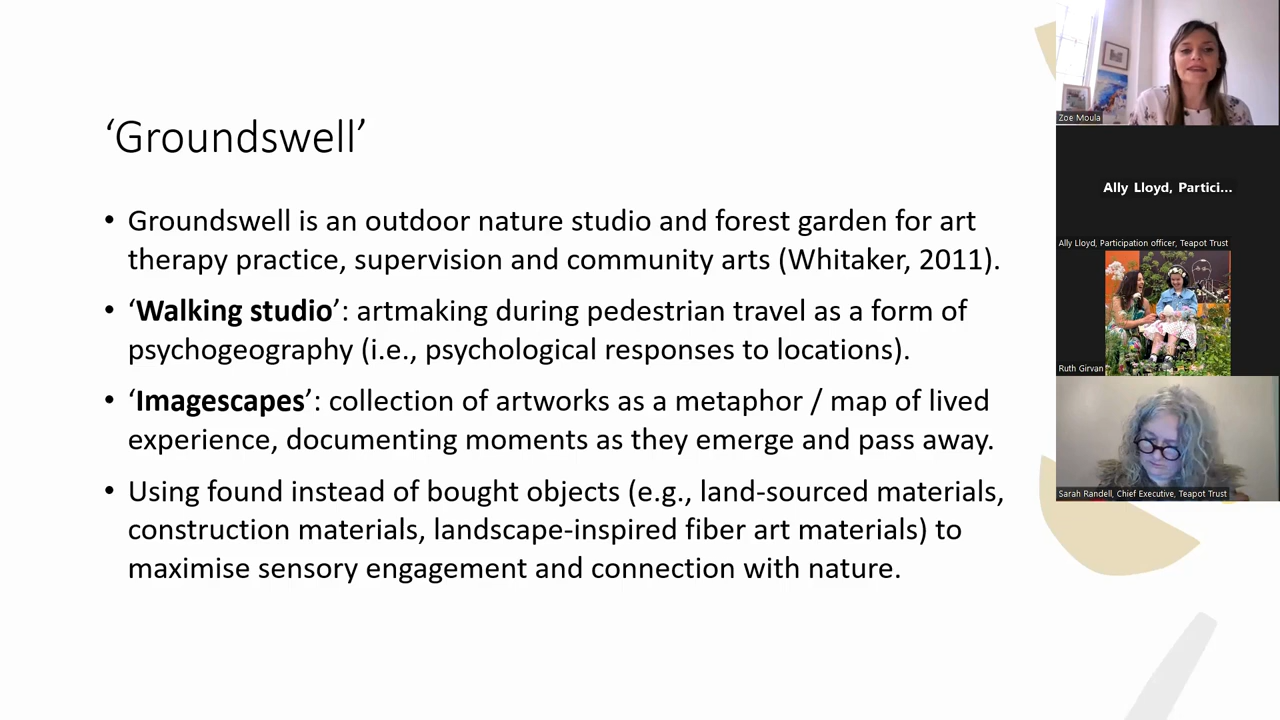 ‘Groundswell’
• Groundswell is an outdoor nature studio and forest garden for art
therapy practice, supervision and community arts (Whitaker, 2011).
• ‘Walking studio’: artmaking during pedestrian travel as a form of
psychogeography (i.e., psychological responses to locations).
• ‘Imagescapes’: collection of artworks as a metaphor / map of lived
experience, documenting moments as they emerge and pass away.
• Using found instead of bought objects (e.g., land-sourced materials,
construction materials, landscape-inspired fiber art materials) to
maximise sensory engagement and connection with nature.
Zoe Moula
Ally Lloyd, Partici...
Ally Lloyd, Participation officer, Teapot Trust
Ruth Girvan
Sarah Randell, Chief Executive, Teapot Trust